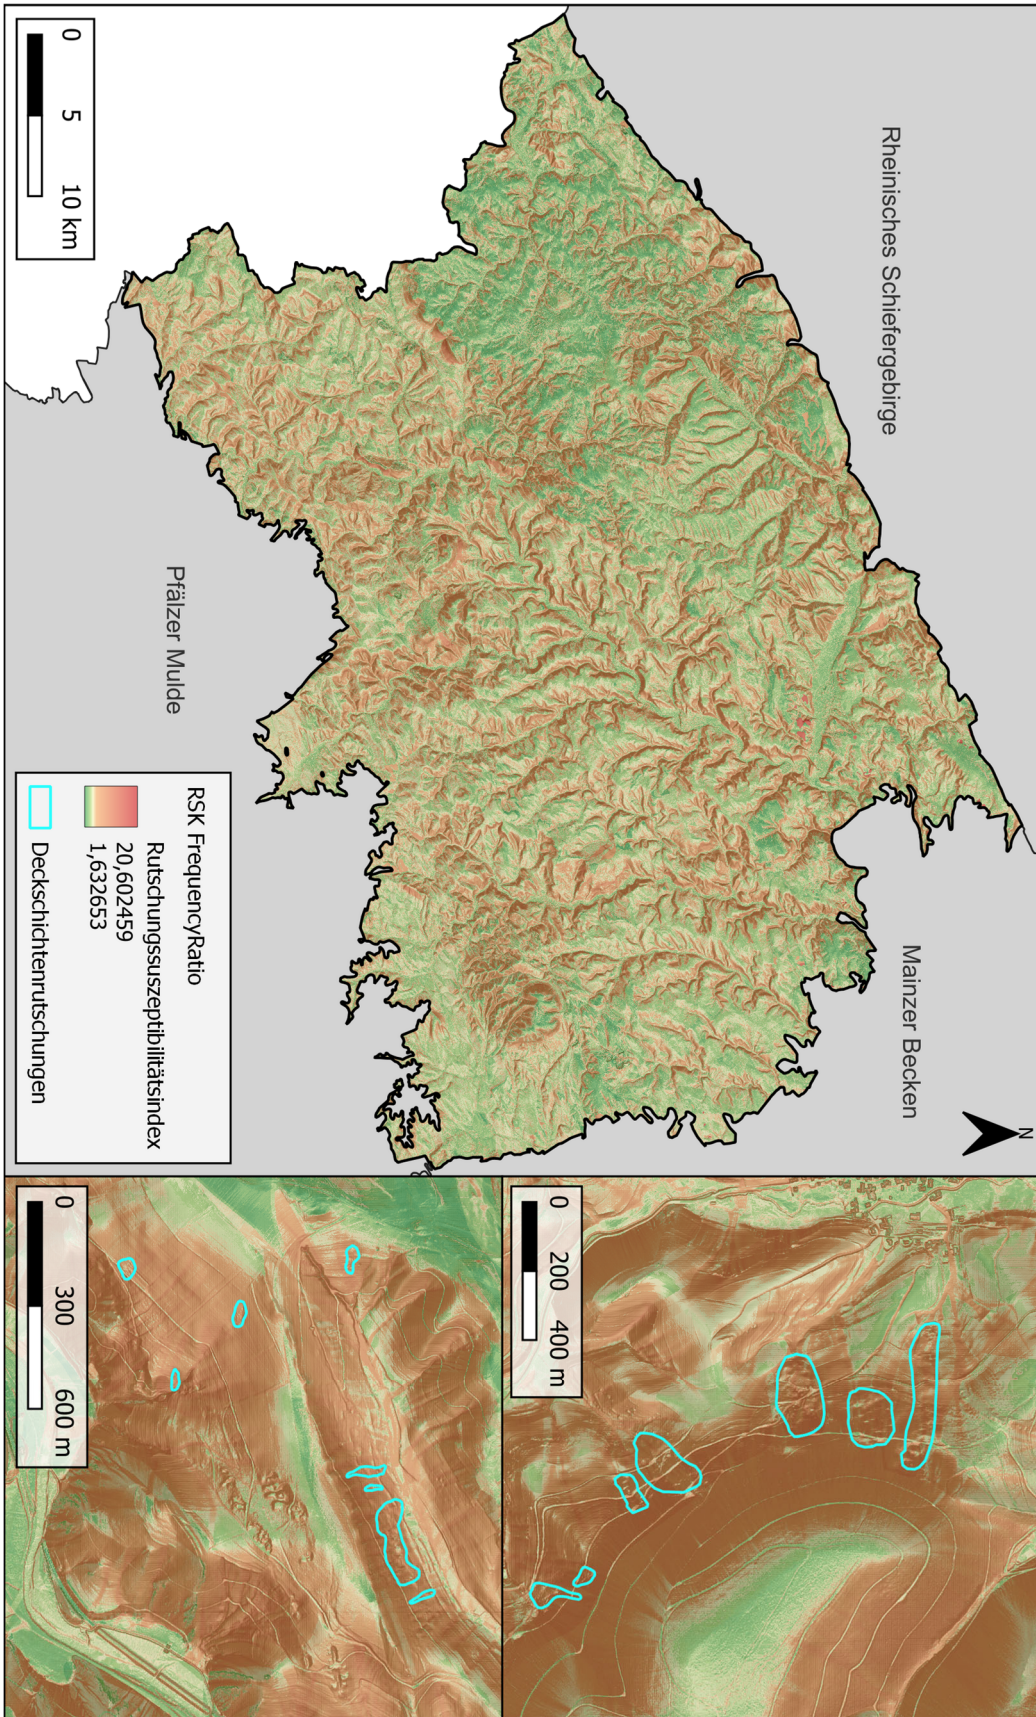 Rheinisches Schiefergebirge
Mainzer Becken
N
Pfälzer Mulde
0 5 10 km
RSK FrequencyRatio
Rutschungssuszeptibilitätsindex
20,602459
1,632653
Deckschichtenrutschungen
0 200 400 m
0 300 600 m